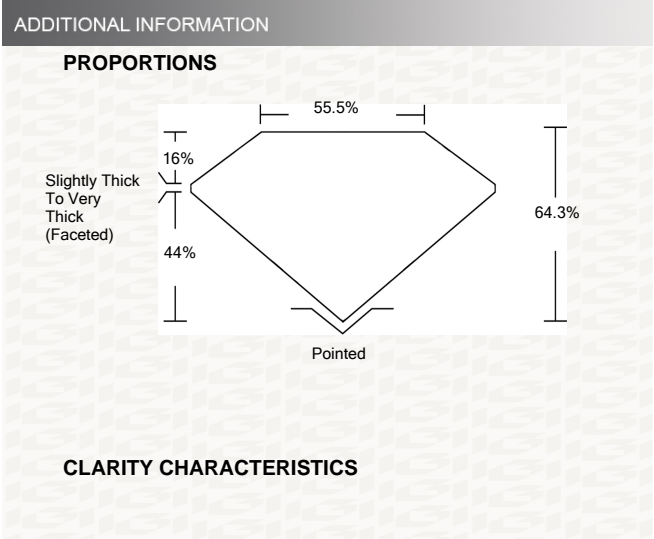 ADDITIONAL INFORMATION
PROPORTIONS
55.5%
16%
Slightly Thick
To Very
Thick
(Faceted)
44%
64.3%
Pointed
CLARITY CHARACTERISTICS